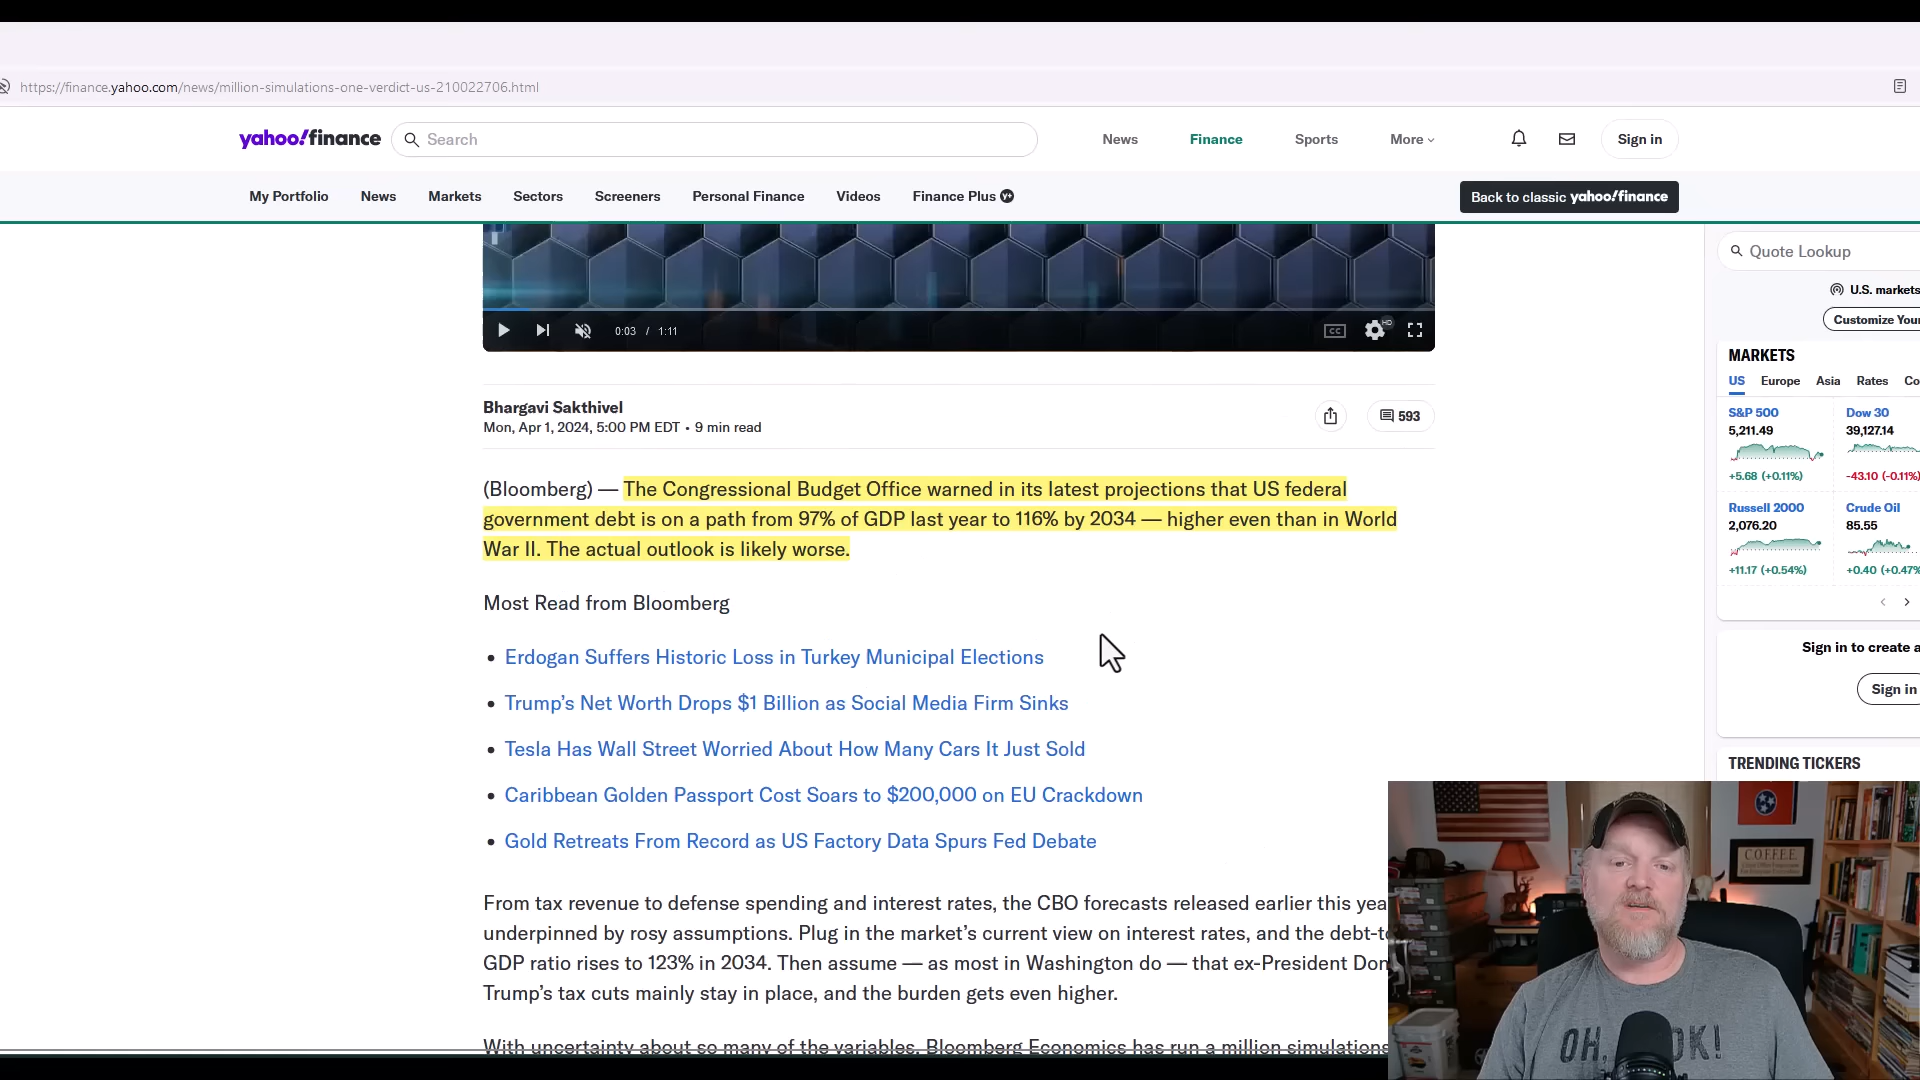 https://finance.yahoo.com/news/million-simulations-one-verdict-us-210022706.html
yahoo!finance
Search
News
Finance
Sports
More
Sign in
My Portfolio
News
Markets
Sectors
Screeners
Personal Finance
Videos
Finance Plus
Back to classic yahoo!finance
Quote Lookup
0:03 / 1:11
CC
HD
U.S. markets
Customize Your
Bhargavi Sakthivel
Mon, Apr 1, 2024, 5:00 PM EDT • 9 min read
593
(Bloomberg) — The Congressional Budget Office warned in its latest projections that US federal
government debt is on a path from 97% of GDP last year to 116% by 2034 — higher even than in World
War II. The actual outlook is likely worse.
Most Read from Bloomberg
• Erdogan Suffers Historic Loss in Turkey Municipal Elections
• Trump’s Net Worth Drops $1 Billion as Social Media Firm Sinks
• Tesla Has Wall Street Worried About How Many Cars It Just Sold
• Caribbean Golden Passport Cost Soars to $200,000 on EU Crackdown
• Gold Retreats From Record as US Factory Data Spurs Fed Debate
From tax revenue to defense spending and interest rates, the CBO forecasts released earlier this yea
underpinned by rosy assumptions. Plug in the market’s current view on interest rates, and the debt-t
GDP ratio rises to 123% in 2034. Then assume — as most in Washington do — that ex-President Don
Trump’s tax cuts mainly stay in place, and the burden gets even higher.
With uncertainty about so many of the variables, Bloomberg Economics has run a million simulations
MARKETS
US Europe Asia Rates Co
S&P 500
5,211.49
+5.68 (+0.11%)
Dow 30
39,127.14
-43.10 (-0.11%)
Russell 2000
2,076.20
+11.17 (+0.54%)
Crude Oil
85.55
+0.40 (+0.47%
Sign in to create a
Sign in
TRENDING TICKERS
C.O.F.F.E.E.
OH, OK!